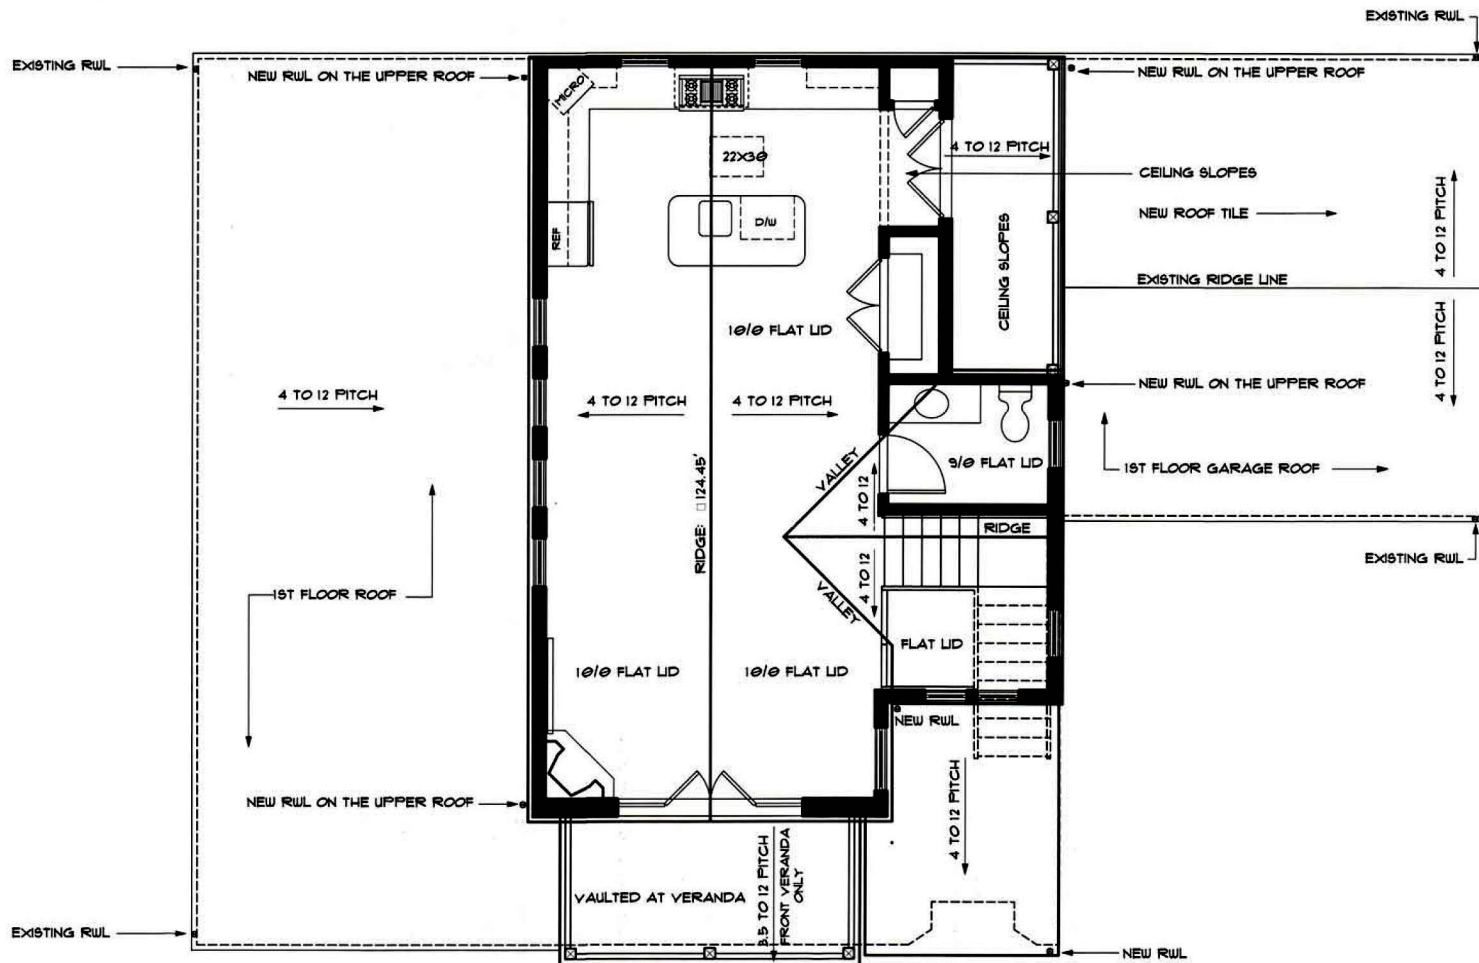 EXISTING RWL
EXISTING RWL
NEW RWL ON THE UPPER ROOF
NEW RWL ON THE UPPER ROOF
MICRO
4 TO 12 PITCH
22X30
CEILING SLOPES
D/W
REF
NEW ROOF TILE
CEILING SLOPES
4 TO 12 PITCH
EXISTING RIDGE LINE
10/0 FLAT LID
4 TO 12 PITCH
NEW RWL ON THE UPPER ROOF
4 TO 12 PITCH
4 TO 12 PITCH
4 TO 12 PITCH
VALLEY
9/0 FLAT LID
1ST FLOOR GARAGE ROOF
4 TO 12
RIDGE: □124.45'
RIDGE
EXISTING RWL
4 TO 12
VALLEY
1ST FLOOR ROOF
FLAT LID
10/0 FLAT LID
10/0 FLAT LID
NEW RWL
NEW RWL ON THE UPPER ROOF
4 TO 12 PITCH
VAULTED AT VERANDA
3.5 TO 12 PITCH
FRONT VERANDA
ONLY
EXISTING RWL
NEW RWL